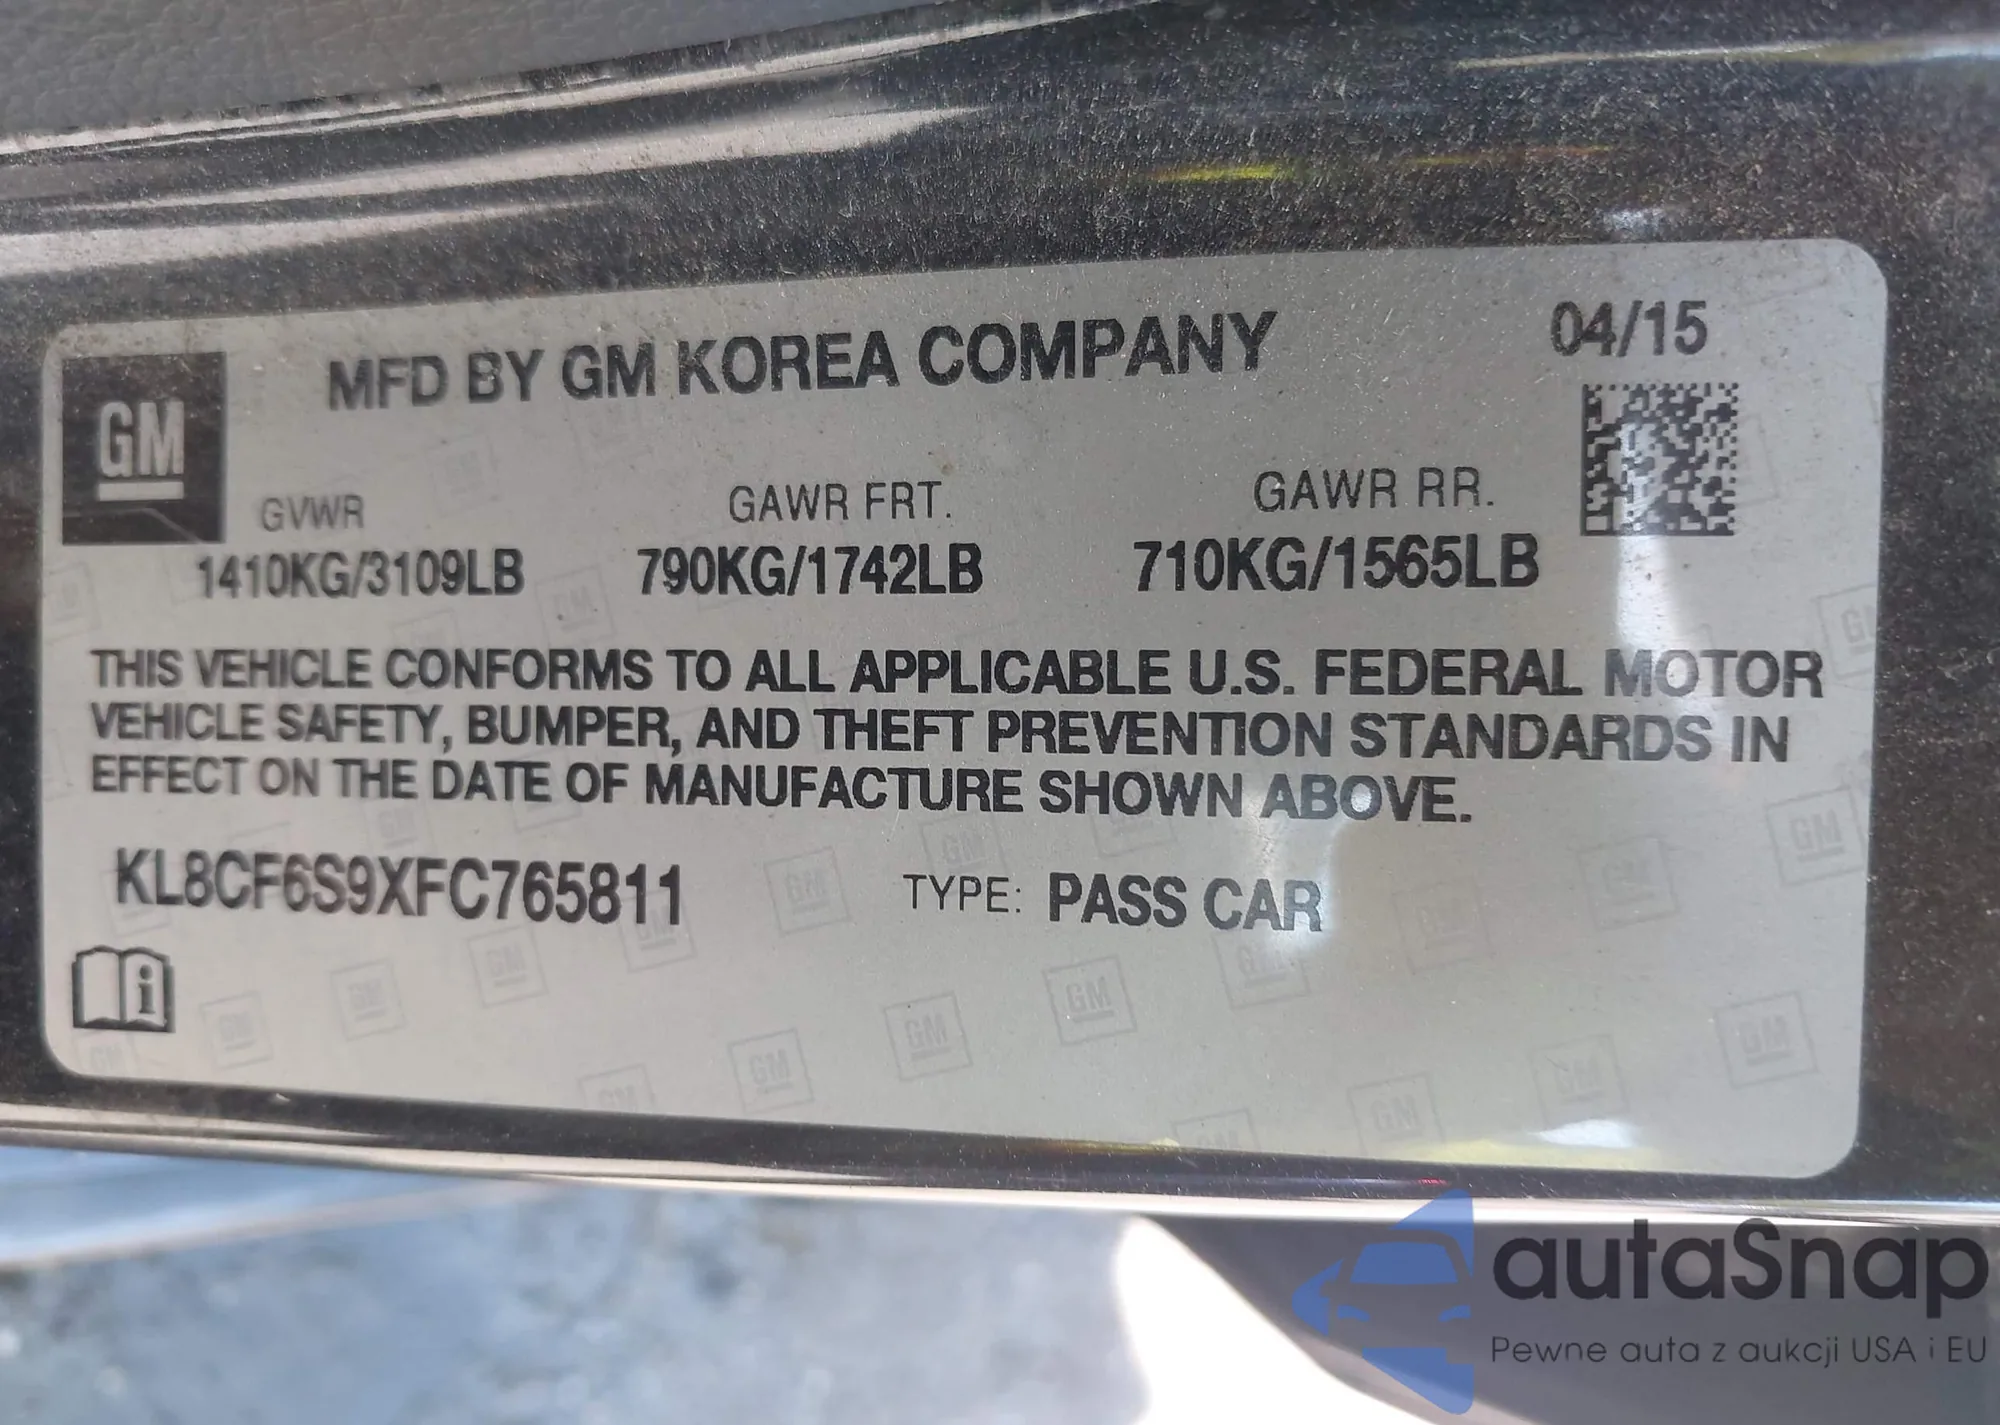 MFD BY GM KOREA COMPANY
04/15
GM
GVWR
GAWR FRT.
GAWR RR.
1410KG/3109LB
790KG/1742LB
710KG/1565LB
THIS VEHICLE CONFORMS TO ALL APPLICABLE U.S. FEDERAL MOTOR
VEHICLE SAFETY, BUMPER, AND THEFT PREVENTION STANDARDS IN
EFFECT ON THE DATE OF MANUFACTURE SHOWN ABOVE.
KL8CF6S9XFC765811
TYPE: PASS CAR
autaSnap
Pewne auta z aukcji USA i EU